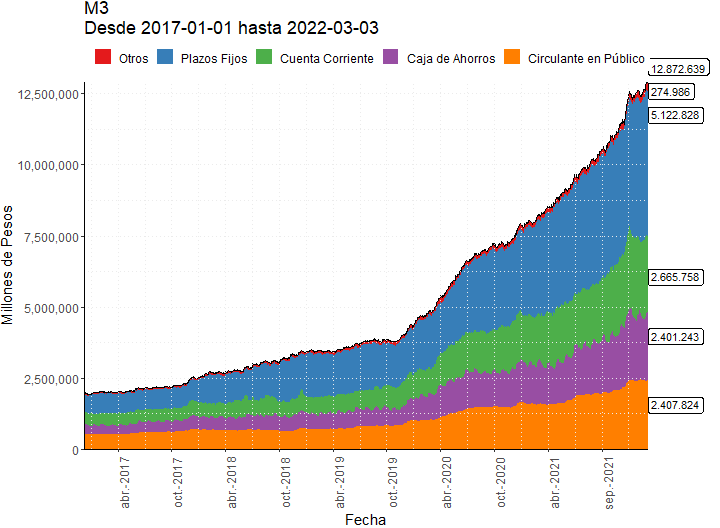 M3
Desde 2017-01-01 hasta 2022-03-03
Otros Plazos Fijos Cuenta Corriente Caja de Ahorros Circulante en Público
12.872.639
274.986
5.122.828
2.665.758
2.401.243
2.407.824
Millones de Pesos
12,500,000
10,000,000
7,500,000
5,000,000
2,500,000
0
abr.-2017 oct.-2017 abr.-2018 oct.-2018 abr.-2019 oct.-2019 abr.-2020 oct.-2020 abr.-2021 sep.-2021
Fecha